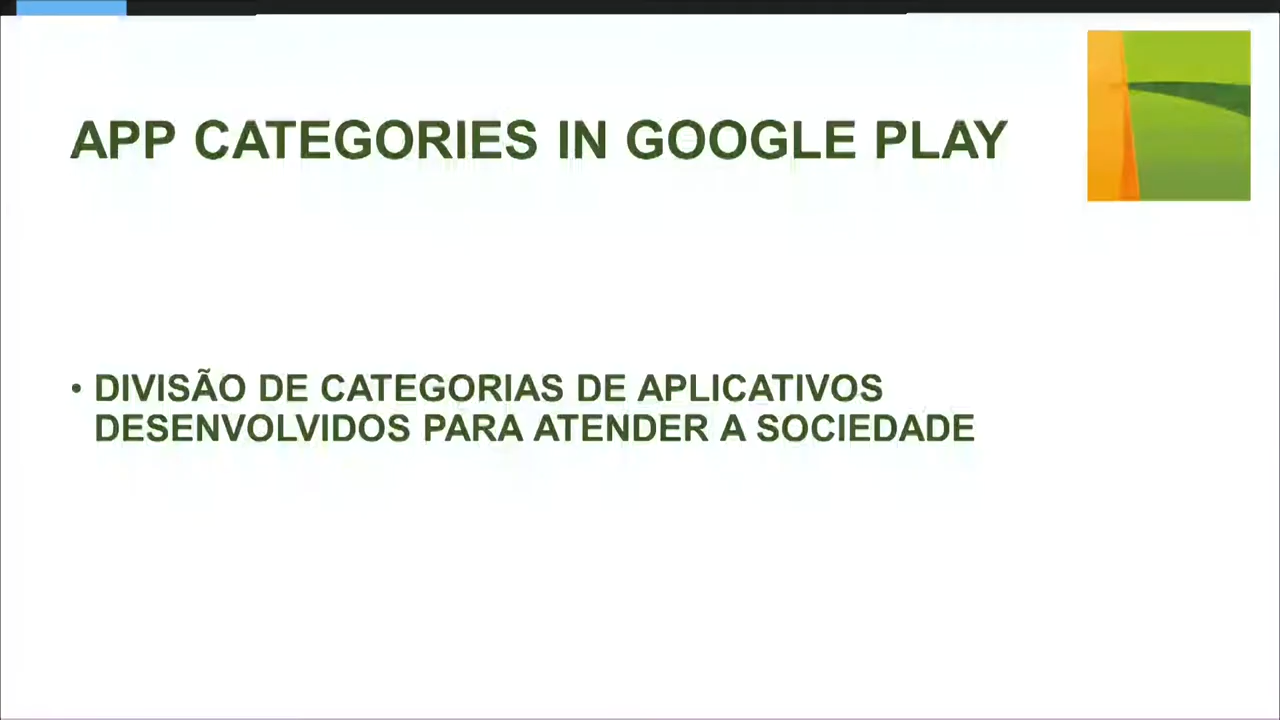 APP CATEGORIES IN GOOGLE PLAY
• DIVISÃO DE CATEGORIAS DE APLICATIVOS
DESENVOLVIDOS PARA ATENDER A SOCIEDADE